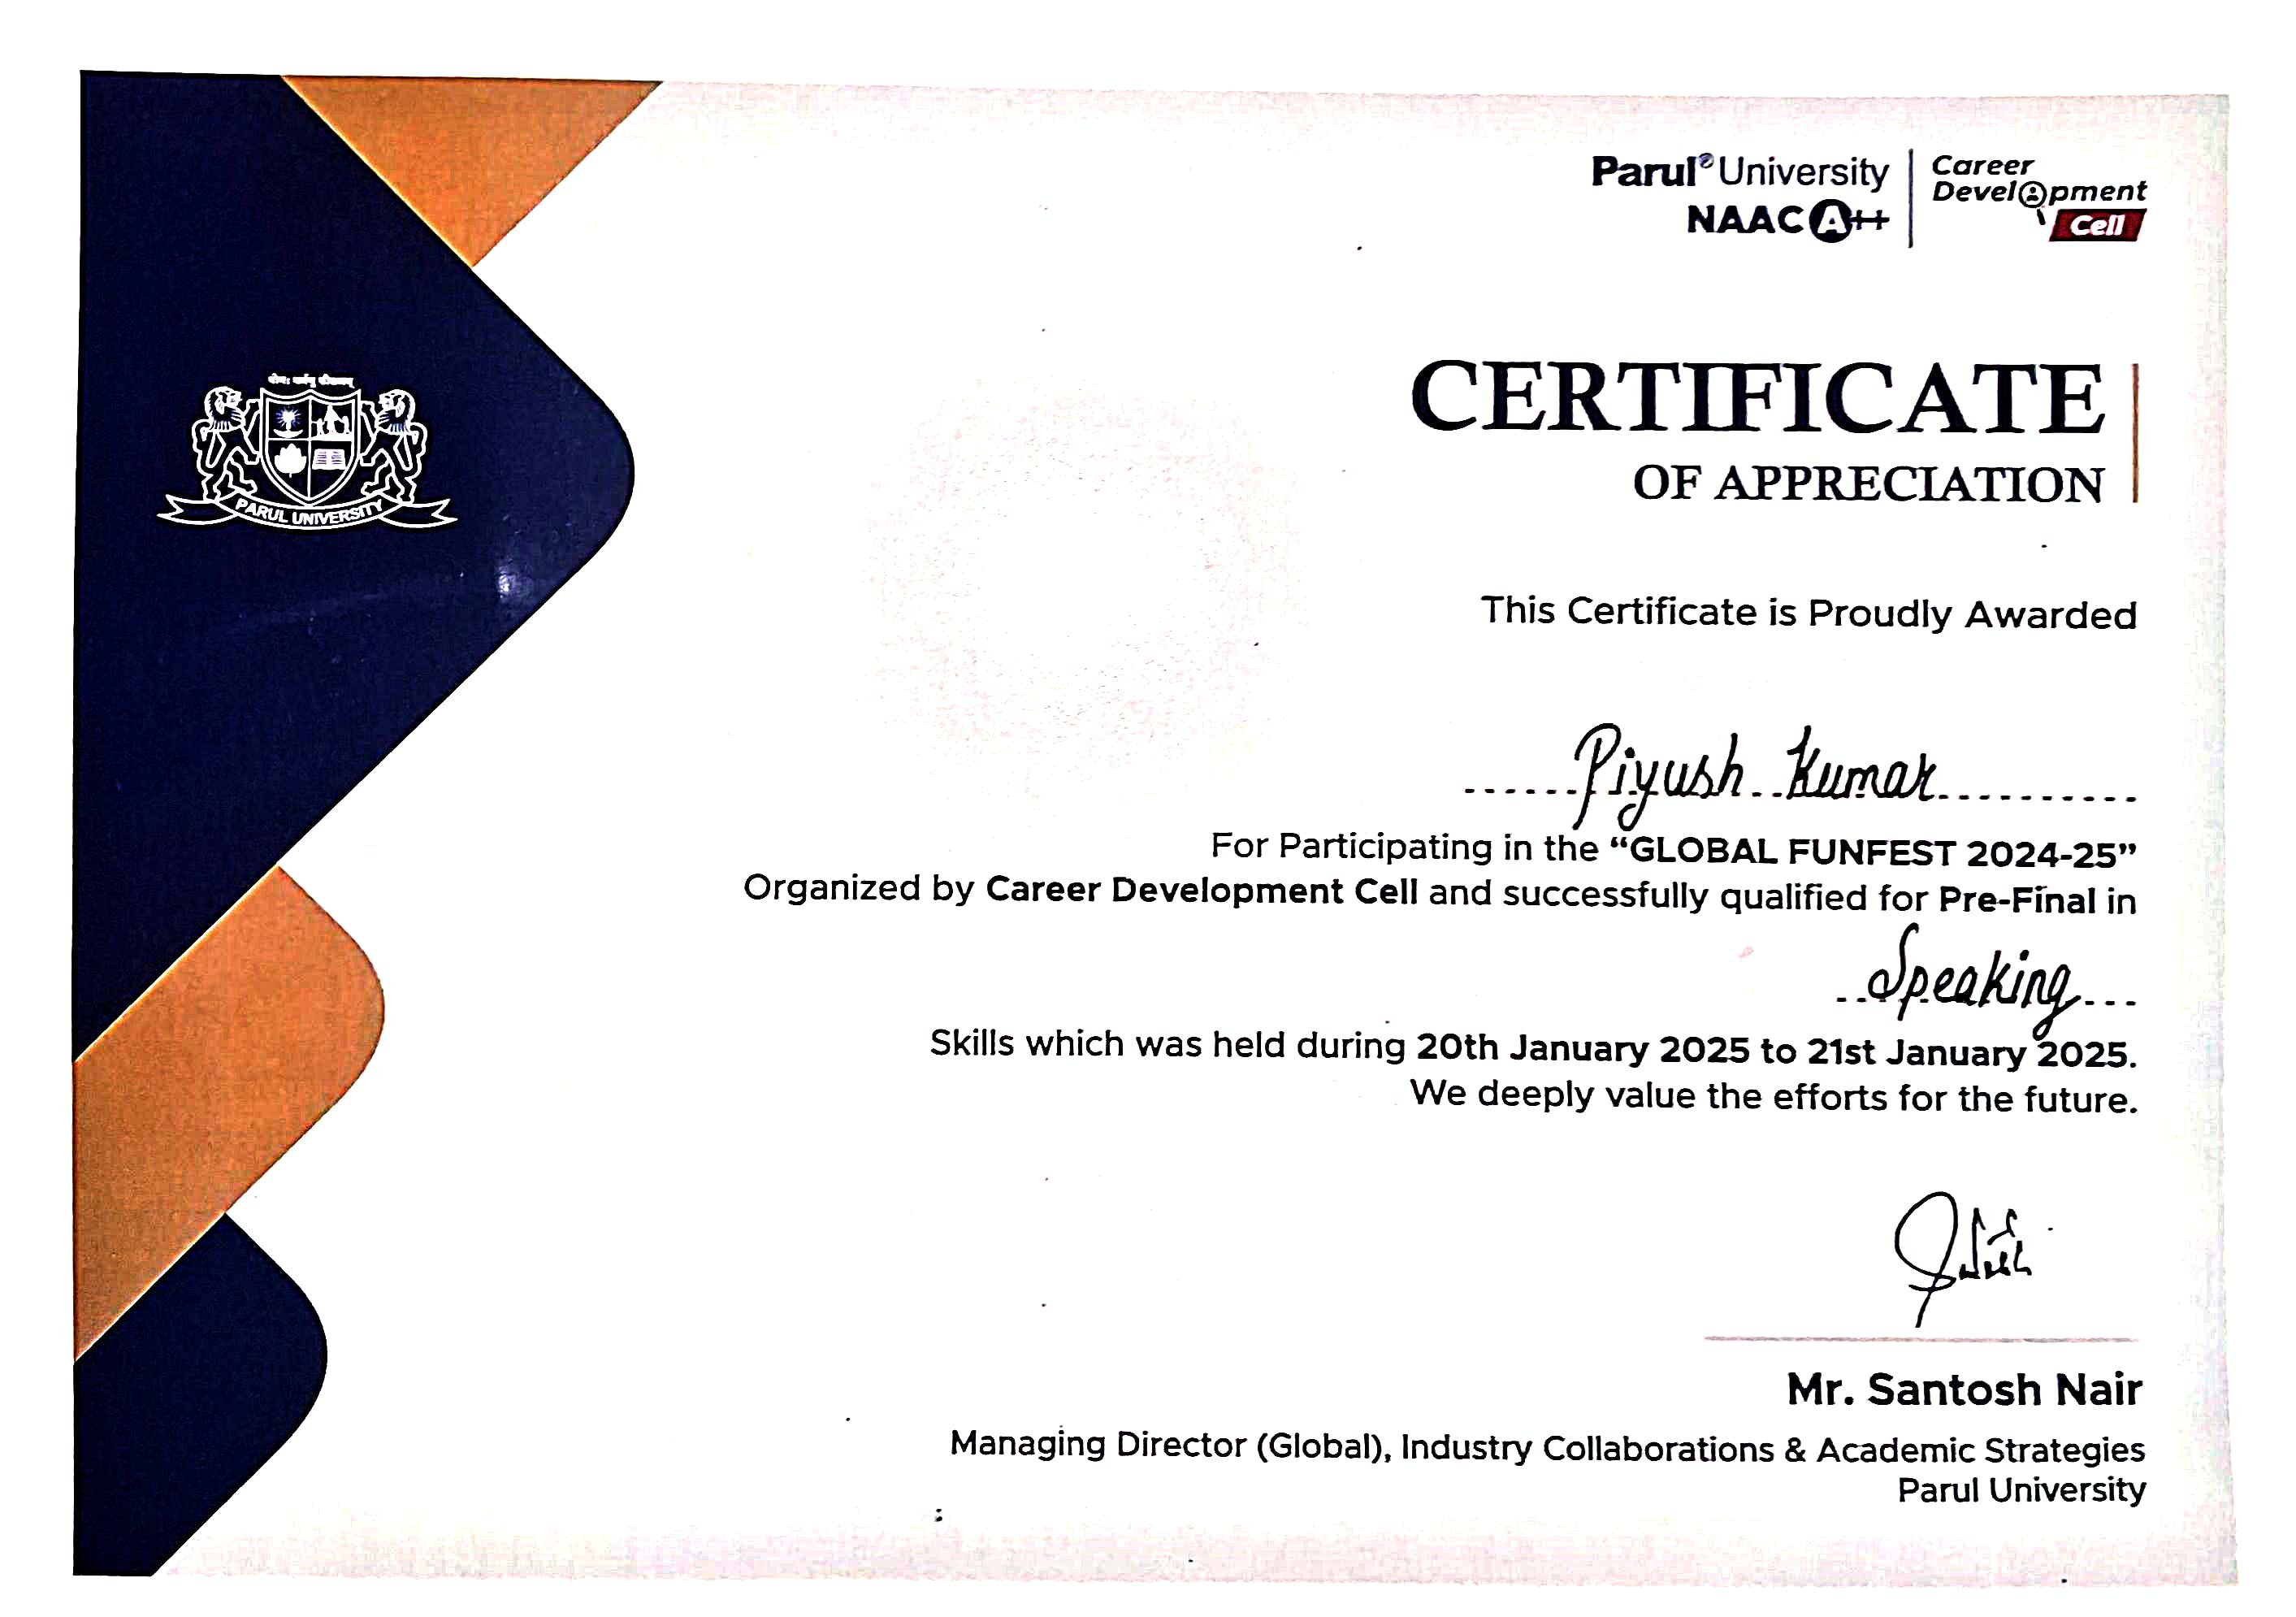 Parul University
NAAC A++
Career
Development
Cell
PARUL UNIVERSITY
CERTIFICATE
OF APPRECIATION
This Certificate is Proudly Awarded
Piyush Kumar
For Participating in the “GLOBAL FUNFEST 2024-25”
Organized by Career Development Cell and successfully qualified for Pre-Final in
Speaking
Skills which was held during 20th January 2025 to 21st January 2025.
We deeply value the efforts for the future.
Mr. Santosh Nair
Managing Director (Global), Industry Collaborations & Academic Strategies
Parul University